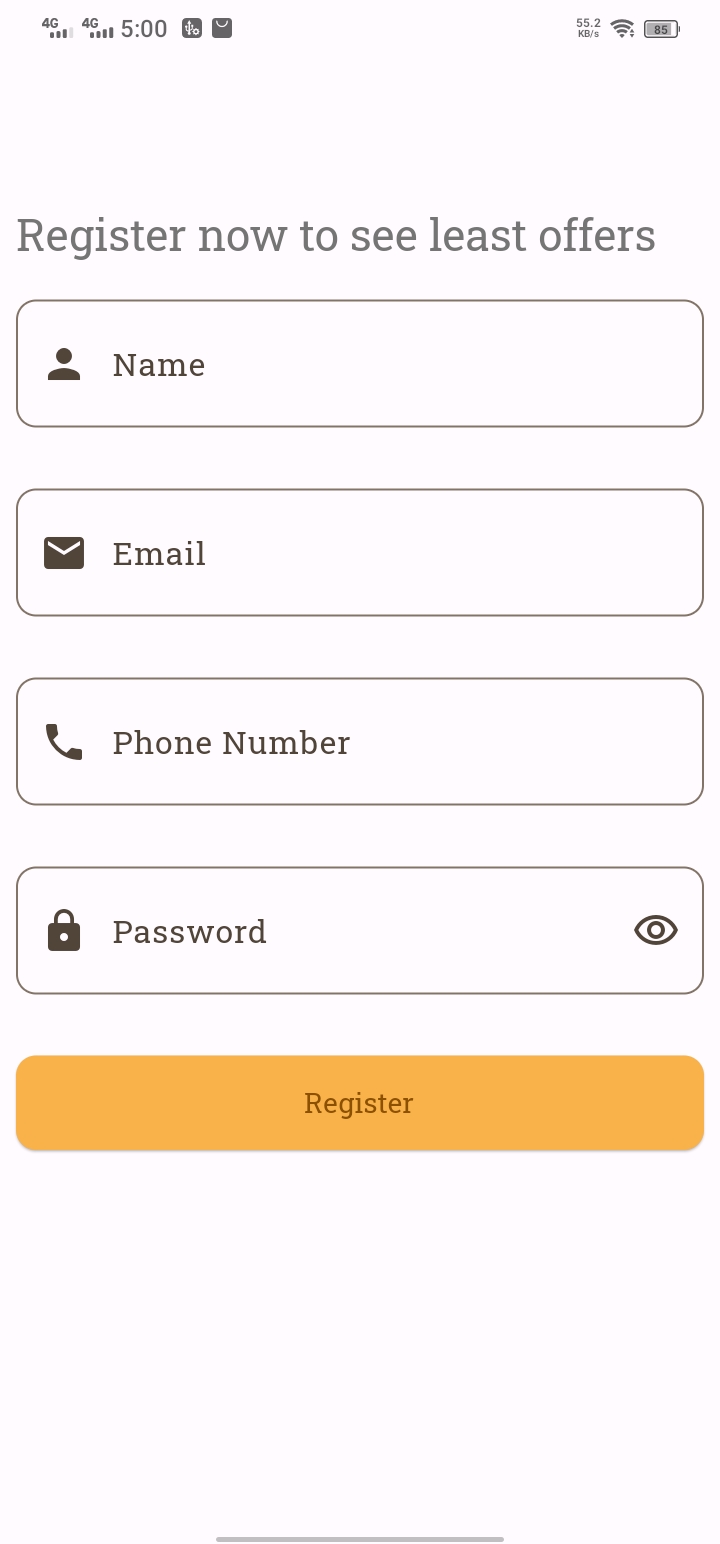 4G 4G 5:00 55.2 KB/s 85
Register now to see least offers
Name
Email
Phone Number
Password
Register